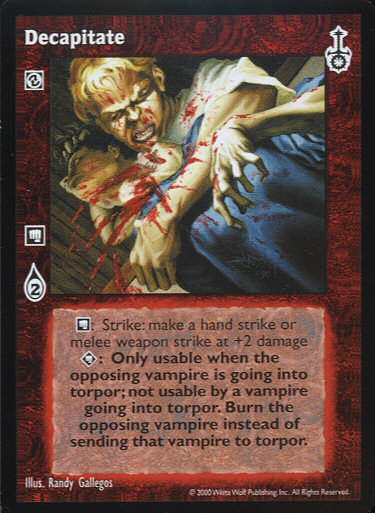 Decapitate
2
: Strike: make a hand strike or
melee weapon strike at +2 damage
: Only usable when the
opposing vampire is going into
torpor; not usable by a vampire
going into torpor. Burn the
opposing vampire instead of
sending that vampire to torpor.
Illus. Randy Gallegos
© 2000 White Wolf Publishing, Inc. All Rights Reserved.